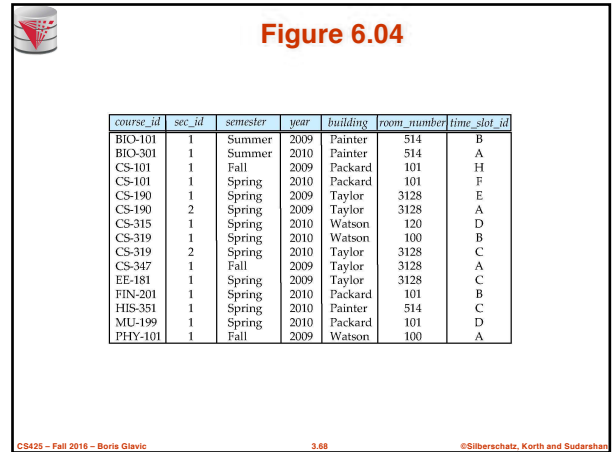 Figure 6.04
course_id sec_id semester year building room_number time_slot_id
BIO-101 1 Summer 2009 Painter 514 B
BIO-301 1 Summer 2010 Painter 514 A
CS-101 1 Fall 2009 Packard 101 H
CS-101 1 Spring 2010 Packard 101 F
CS-190 1 Spring 2009 Taylor 3128 E
CS-190 2 Spring 2009 Taylor 3128 A
CS-315 1 Spring 2010 Watson 120 D
CS-319 1 Spring 2010 Watson 100 B
CS-319 2 Spring 2010 Taylor 3128 C
CS-347 1 Fall 2009 Taylor 3128 A
EE-181 1 Spring 2009 Taylor 3128 C
FIN-201 1 Spring 2010 Packard 101 B
HIS-351 1 Spring 2010 Painter 514 C
MU-199 1 Spring 2010 Packard 101 D
PHY-101 1 Fall 2009 Watson 100 A
CS425 – Fall 2016 – Boris Glavic 3.68 ©Silberschatz, Korth and Sudarshan